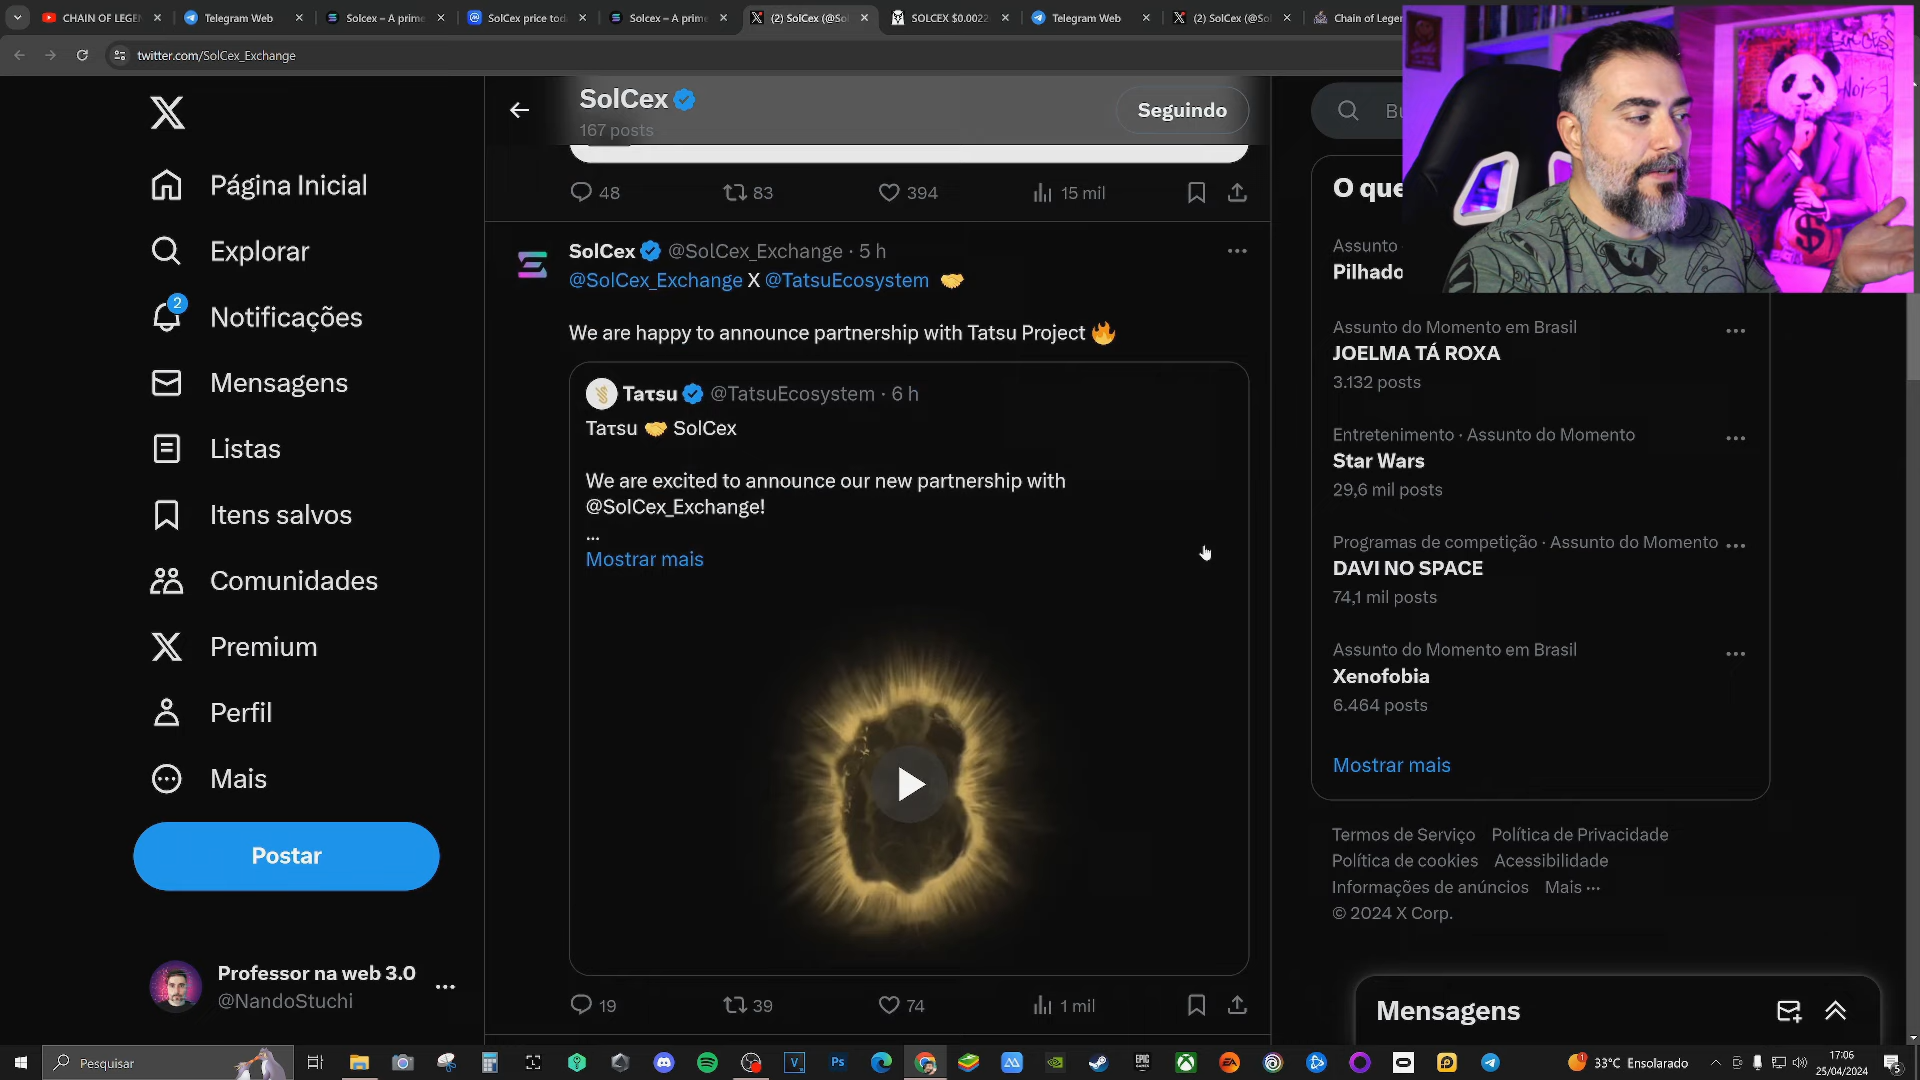 CHAIN OF LEGEN
Telegram Web
Solcex – A prime
SolCex price tod
Solcex – A prime
(2) SolCex (@So
SOLCEX $0.0022
Telegram Web
(2) SolCex (@So
Chain of Legen
twitter.com/SolCex_Exchange
SolCex
167 posts
Seguindo
48
83
394
15 mil
Página Inicial
Explorar
2
Notificações
Mensagens
Listas
Itens salvos
Comunidades
Premium
Perfil
Mais
Postar
Professor na web 3.0
@NandoStuchi
SolCex @SolCex_Exchange · 5 h
@SolCex_Exchange X @TatsuEcosystem 🤝
We are happy to announce partnership with Tatsu Project 🔥
Taτsu @TatsuEcosystem · 6 h
Taτsu 🤝 SolCex
We are excited to announce our new partnership with
@SolCex_Exchange!
...
Mostrar mais
19
39
74
1 mil
O que
Assunto
Pilhado
Assunto do Momento em Brasil
JOELMA TÁ ROXA
3.132 posts
Entretenimento · Assunto do Momento
Star Wars
29,6 mil posts
Programas de competição · Assunto do Momento
DAVI NO SPACE
74,1 mil posts
Assunto do Momento em Brasil
Xenofobia
6.464 posts
Mostrar mais
Termos de Serviço Política de Privacidade
Política de cookies Acessibilidade
Informações de anúncios Mais ···
© 2024 X Corp.
Mensagens
Pesquisar
33°C Ensolarado
17:06
25/04/2024
5